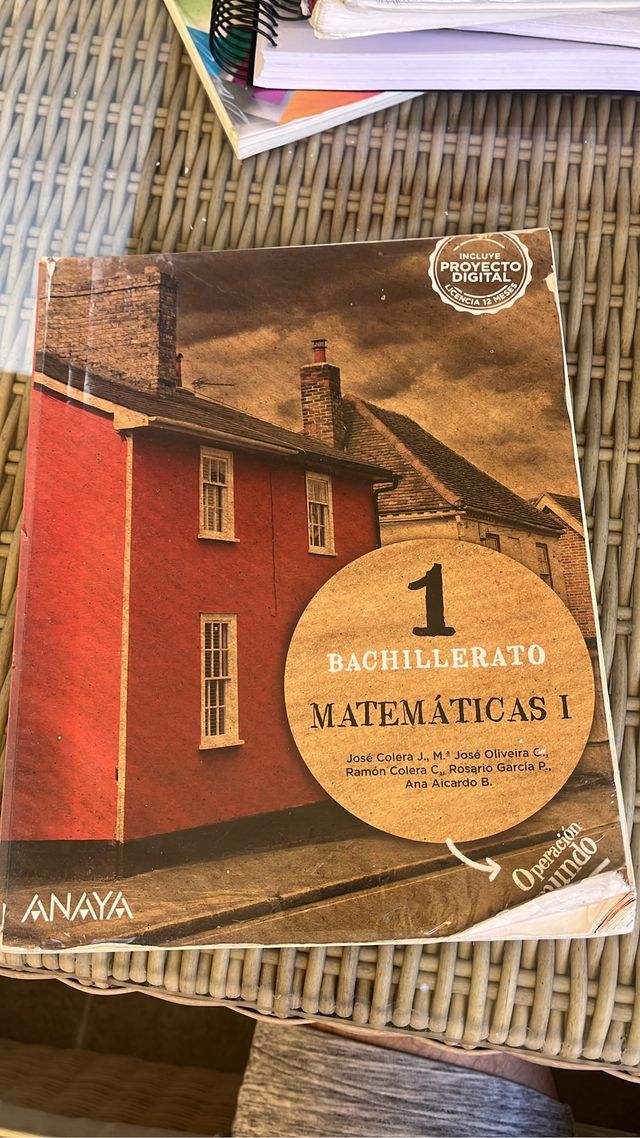 INCLUYE
PROYECTO
DIGITAL
LICENCIA 12 MESES
1
BACHILLERATO
MATEMÁTICAS I
José Colera J., M.ª José Oliveira G.,
Ramón Colera C., Rosario García P.,
Ana Aicardo B.
Operación
mundo
ANAYA